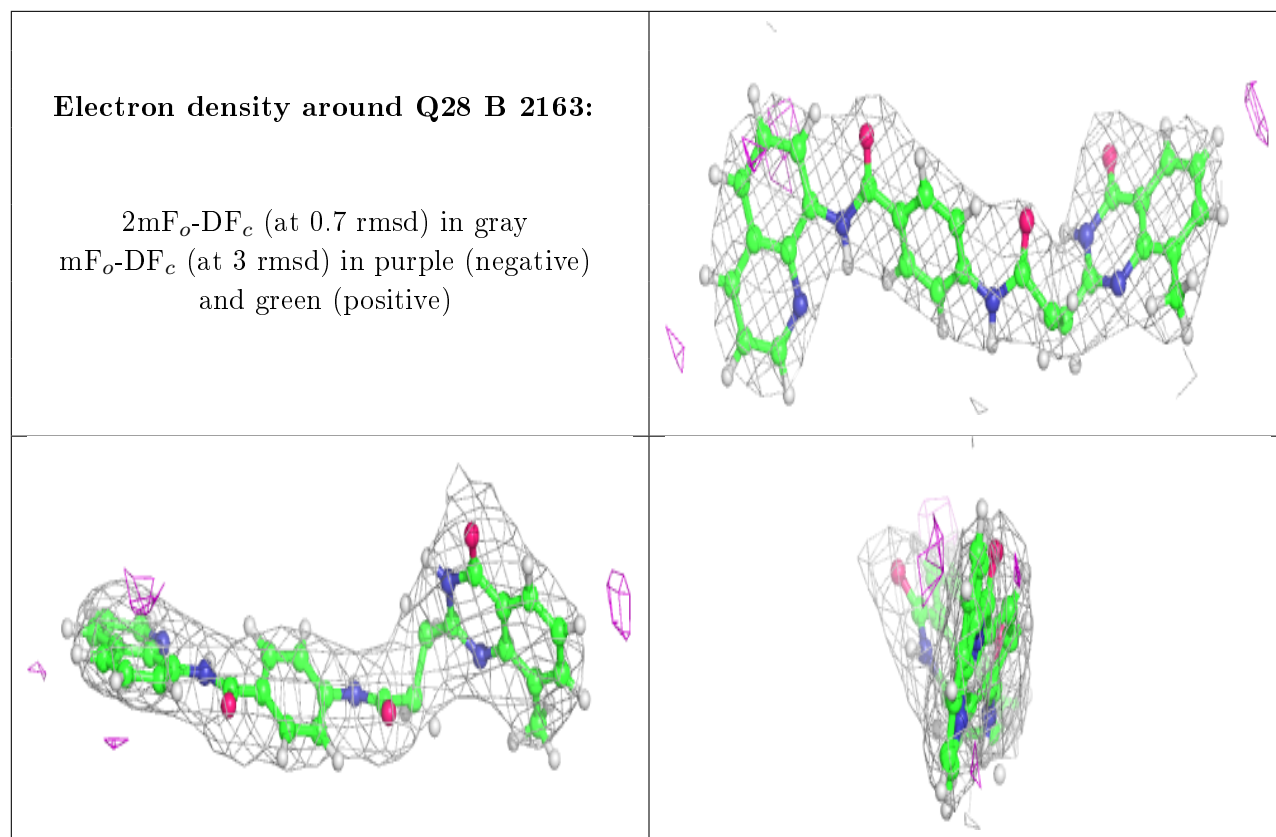 Electron density around Q28 B 2163:
2mFo-DFc (at 0.7 rmsd) in gray
mFo-DFc (at 3 rmsd) in purple (negative)
and green (positive)